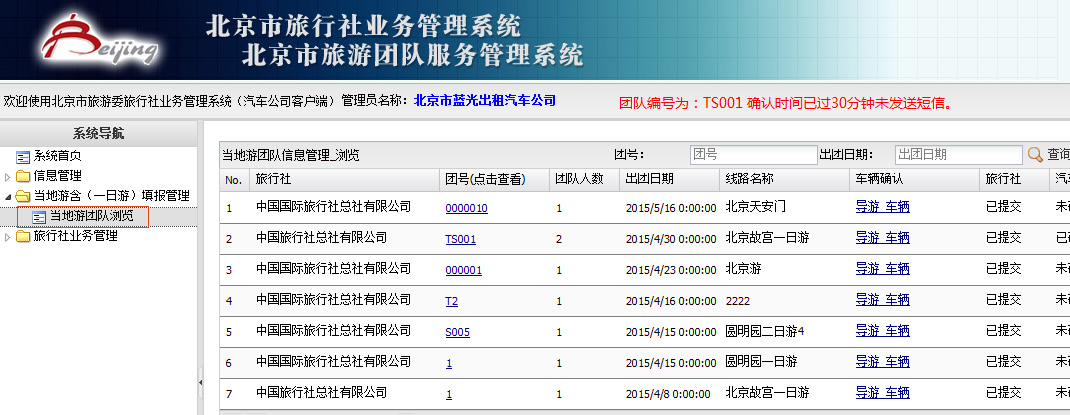 Beijing
北京市旅行社业务管理系统
北京市旅游团队服务管理系统
欢迎使用北京市旅游委旅行社业务管理系统（汽车公司客户端）管理员名称：北京市蓝光出租汽车公司
团队编号为：TS001 确认时间已过30分钟未发送短信。
系统导航
系统首页
信息管理
当地游含（一日游）填报管理
当地游团队浏览
旅行社业务管理
当地游团队信息管理_浏览 团号： 团号 出团日期： 出团日期 查询
No. 旅行社 团号(点击查看) 团队人数 出团日期 线路名称 车辆确认 旅行社 汽
1 中国国际旅行社总社有限公司 0000010 1 2015/5/16 0:00:00 北京天安门 导游 车辆 已提交 未
2 中国旅行社总社有限公司 TS001 2 2015/4/30 0:00:00 北京故宫一日游 导游 车辆 已提交 已
3 中国国际旅行社总社有限公司 000001 1 2015/4/23 0:00:00 北京游 导游 车辆 已提交 未
4 中国国际旅行社总社有限公司 T2 1 2015/4/16 0:00:00 2222 导游 车辆 已提交 未
5 中国国际旅行社总社有限公司 S005 1 2015/4/15 0:00:00 圆明园二日游4 导游 车辆 已提交 未
6 中国国际旅行社总社有限公司 1 1 2015/4/15 0:00:00 圆明园一日游 导游 车辆 已提交 未
7 中国旅行社总社有限公司 1 1 2015/4/8 0:00:00 北京故宫一日游 导游 车辆 已提交 未